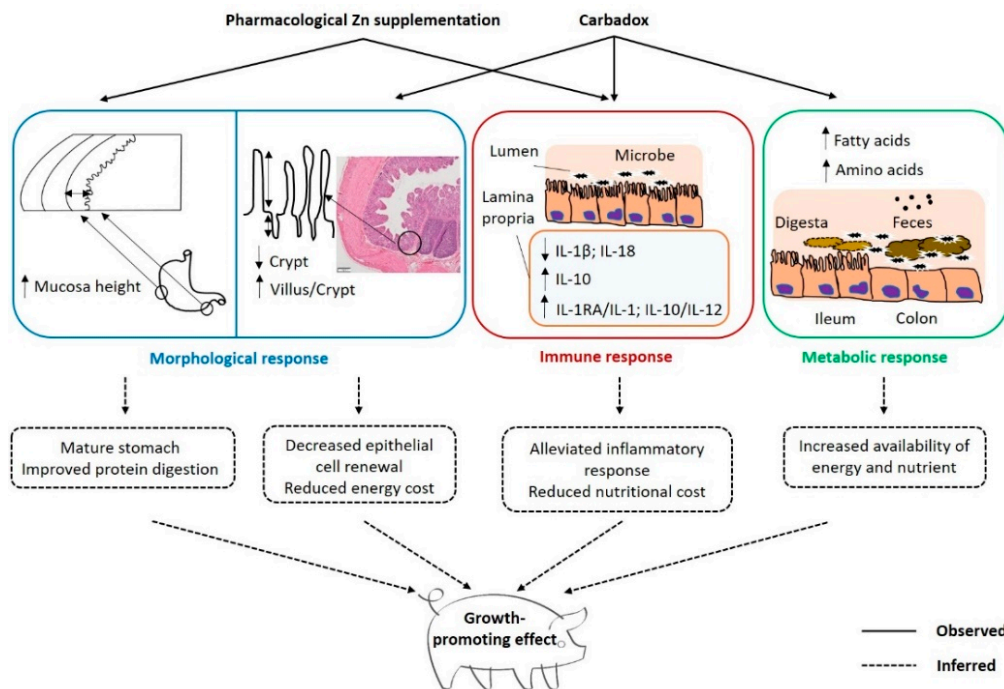 Pharmacological Zn supplementation
Carbadox
Mucosa height
Crypt
Villus/Crypt
Lumen
Microbe
Lamina
propria
IL-1β; IL-18
IL-10
IL-1RA/IL-1; IL-10/IL-12
Fatty acids
Amino acids
Digesta
Feces
Ileum
Colon
Morphological response
Immune response
Metabolic response
Mature stomach
Improved protein digestion
Decreased epithelial
cell renewal
Reduced energy cost
Alleviated inflammatory
response
Reduced nutritional cost
Increased availability of
energy and nutrient
Growth-
promoting effect
Observed
Inferred